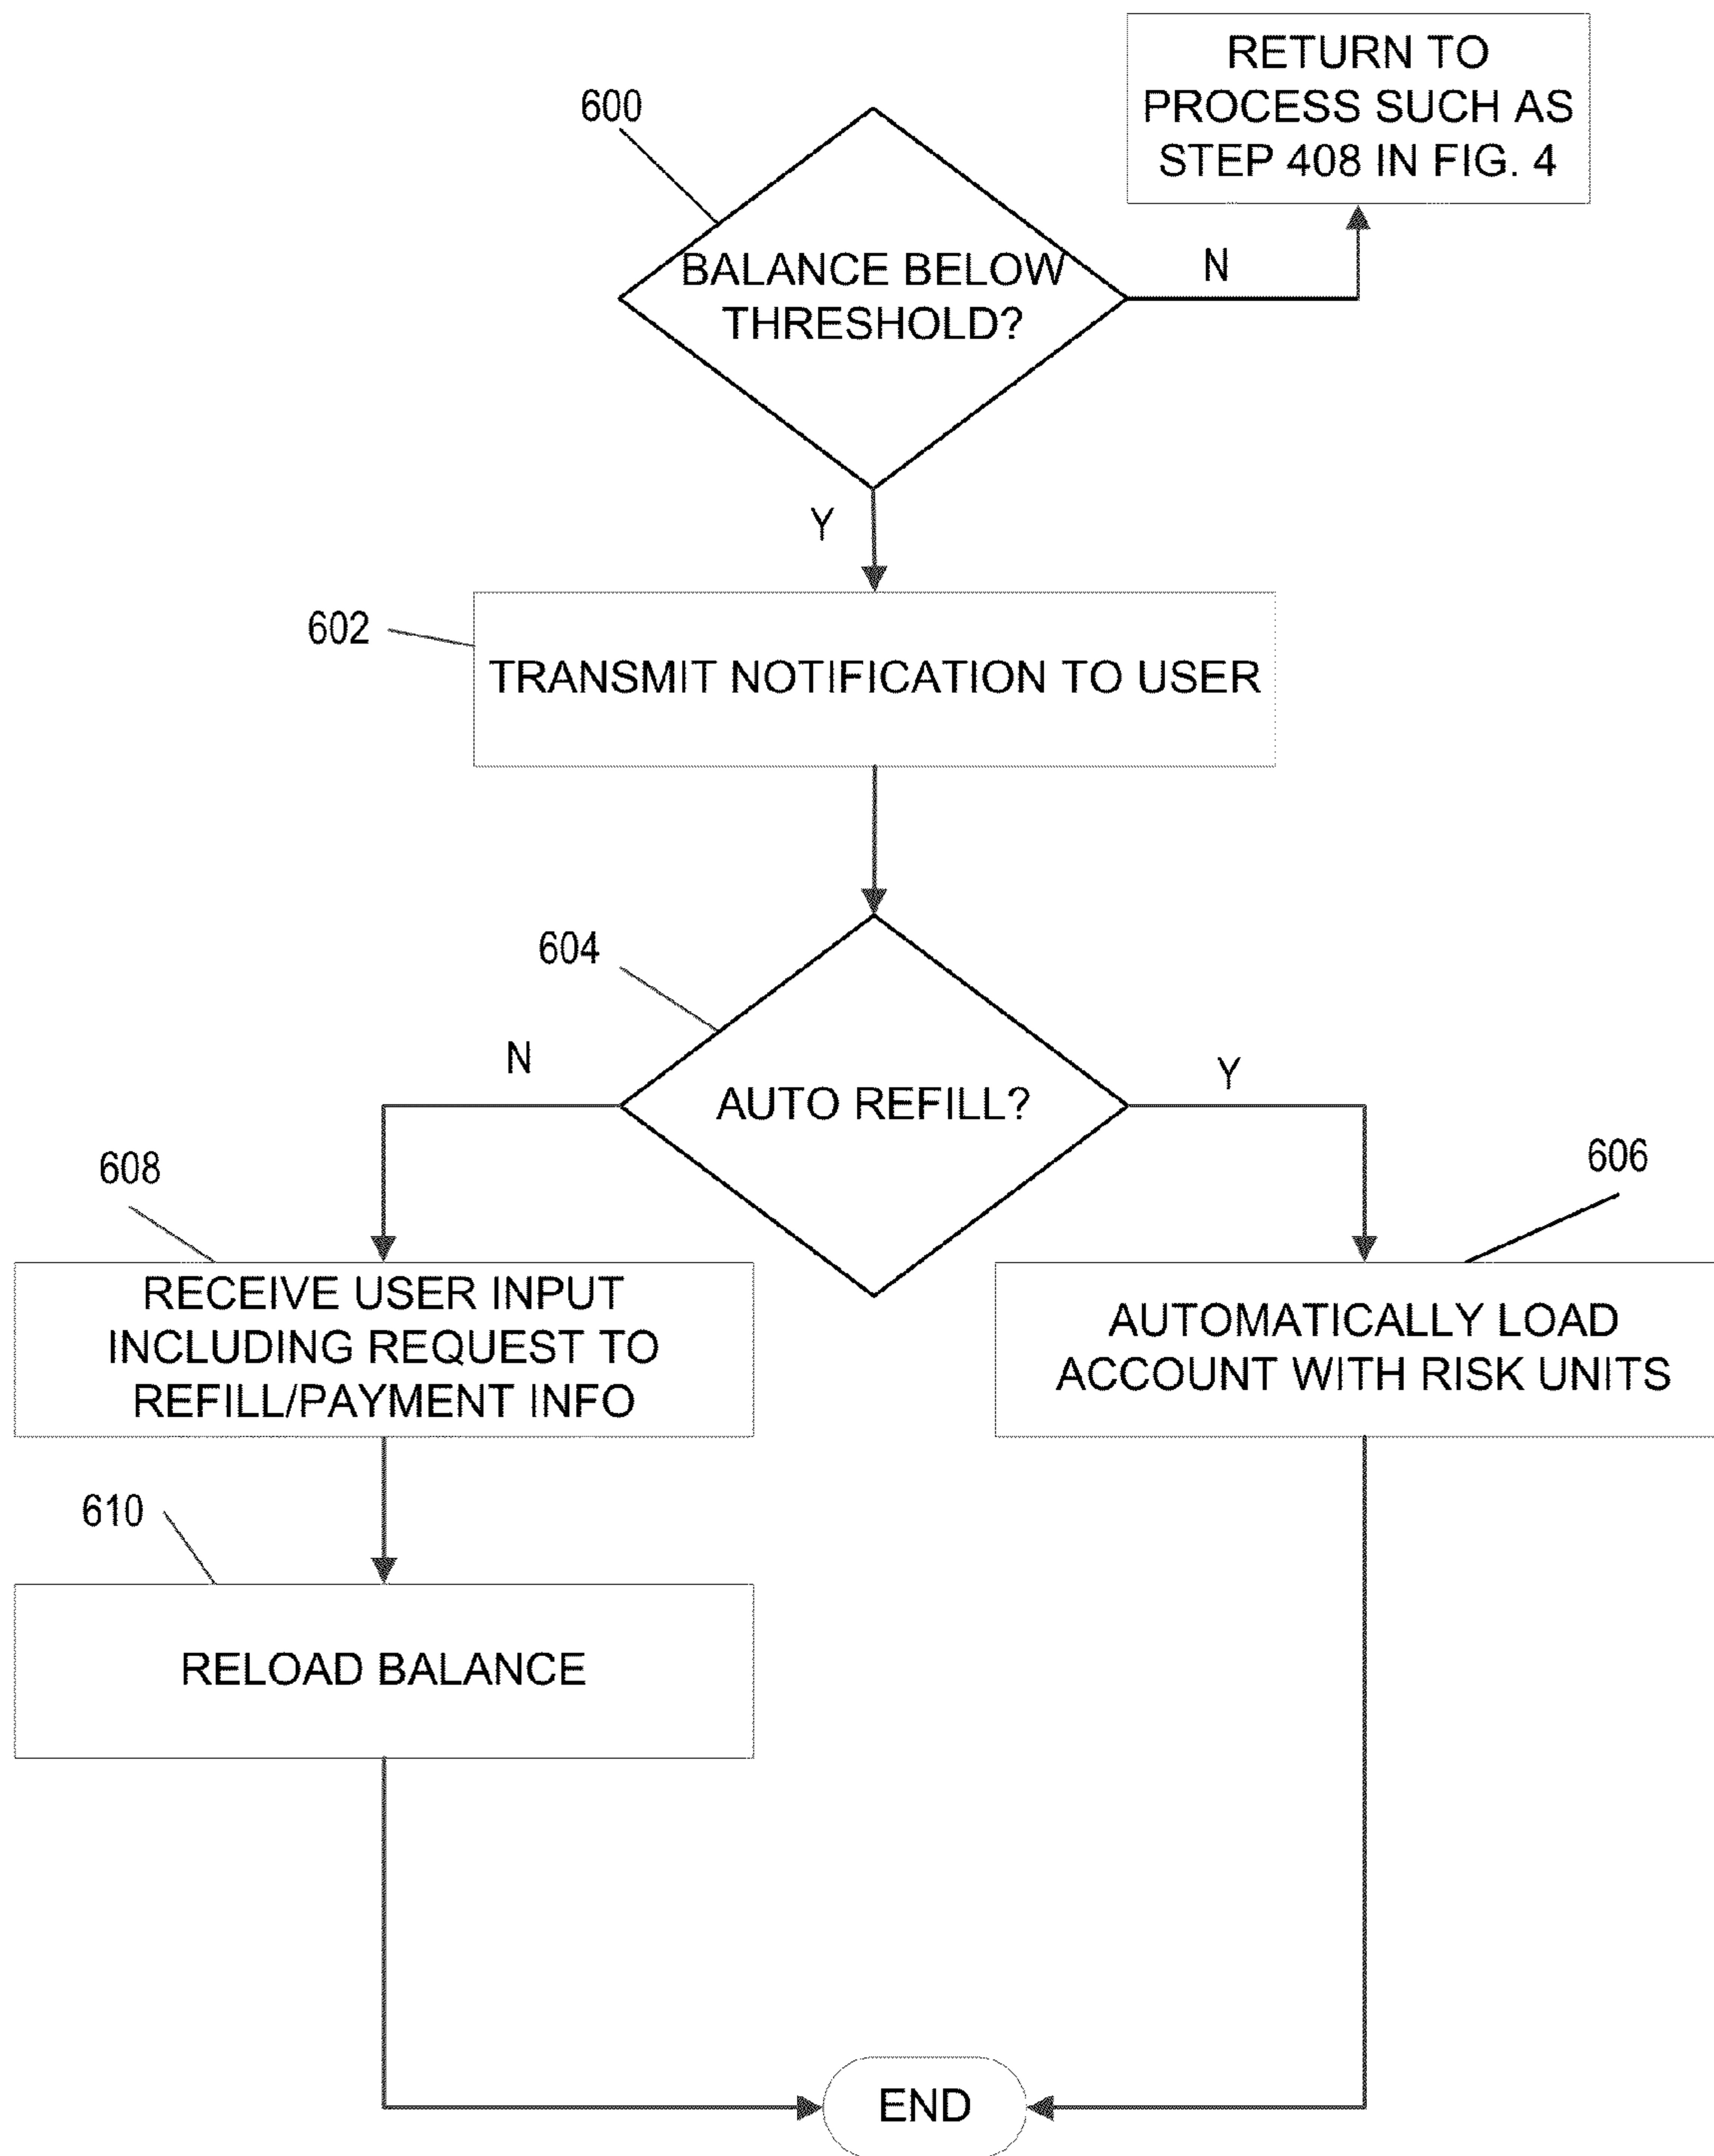 RETURN TO
PROCESS SUCH AS
STEP 408 IN FIG. 4
600
BALANCE BELOW
THRESHOLD?
N
Y
602
TRANSMIT NOTIFICATION TO USER
604
AUTO REFILL?
N
Y
608
606
RECEIVE USER INPUT
INCLUDING REQUEST TO
REFILL/PAYMENT INFO
AUTOMATICALLY LOAD
ACCOUNT WITH RISK UNITS
610
RELOAD BALANCE
END